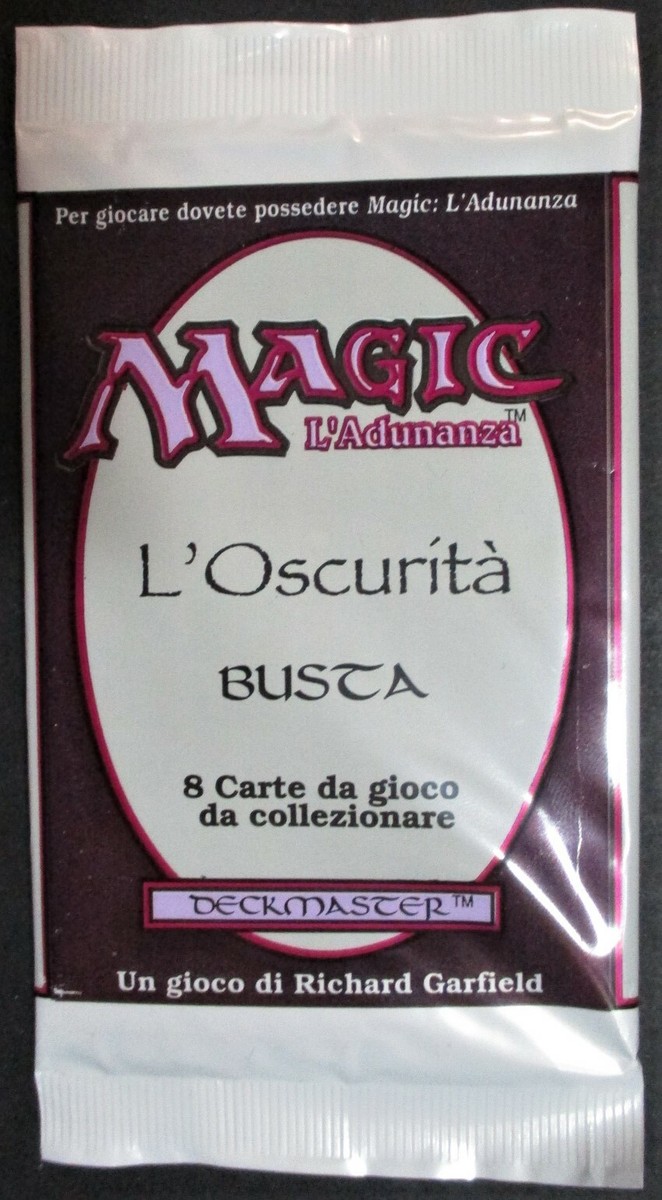 Per giocare dovete possedere Magic: L'Adunanza
MAGIC
L'Adunanza™
L'Oscurità
BUSTA
8 Carte da gioco
da collezionare
DECKMASTER™
Un gioco di Richard Garfield